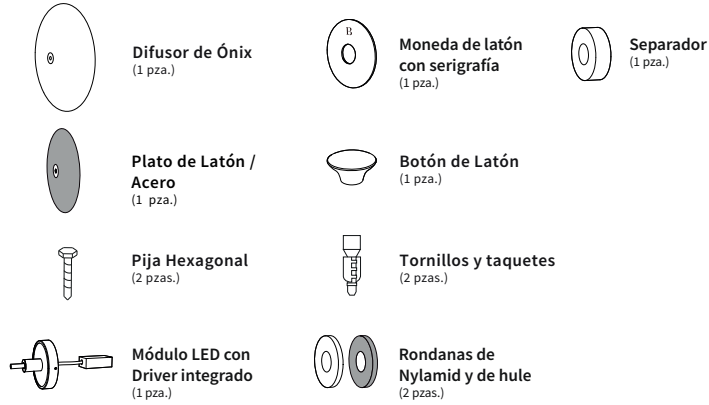 Difusor de Ónix
(1 pza.)
B
Moneda de latón
con serigrafía
(1 pza.)
Separador
(1 pza.)
Plato de Latón /
Acero
(1 pza.)
Botón de Latón
(1 pza.)
Pija Hexagonal
(2 pzas.)
Tornillos y taquetes
(2 pzas.)
Módulo LED con
Driver integrado
(1 pza.)
Rondanas de
Nylamid y de hule
(2 pzas.)